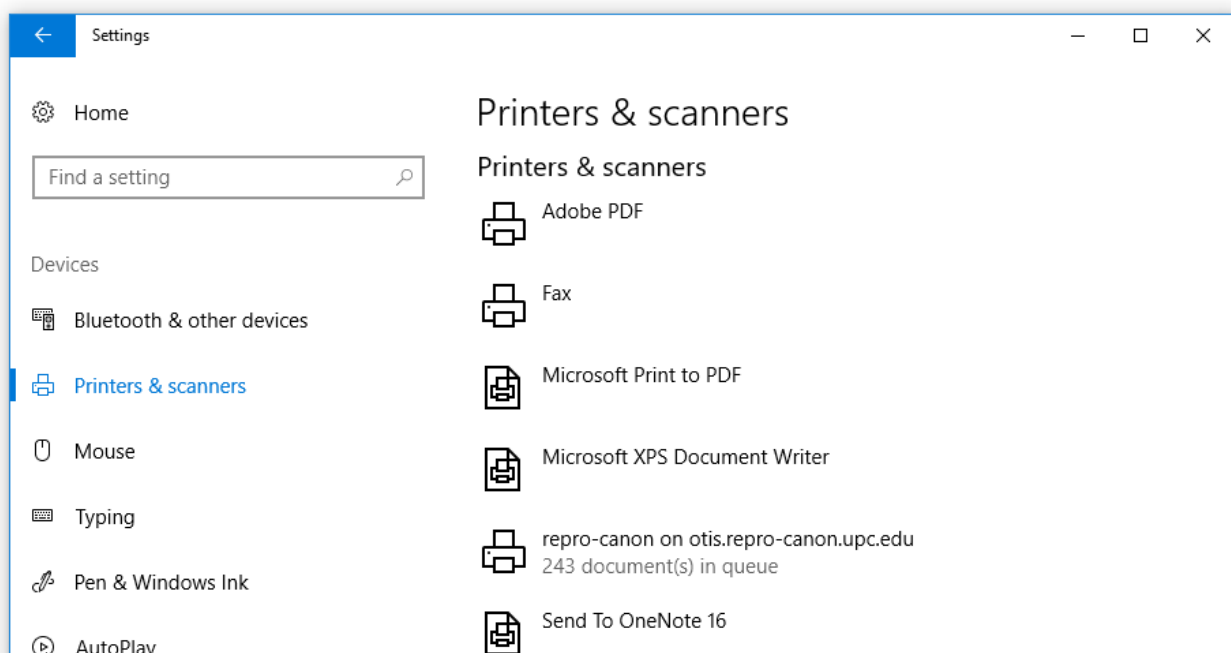 Settings
Home
Find a setting
Devices
Bluetooth & other devices
Printers & scanners
Mouse
Typing
Pen & Windows Ink
AutoPlay
Printers & scanners
Printers & scanners
Adobe PDF
Fax
Microsoft Print to PDF
Microsoft XPS Document Writer
repro-canon on otis.repro-canon.upc.edu
243 document(s) in queue
Send To OneNote 16